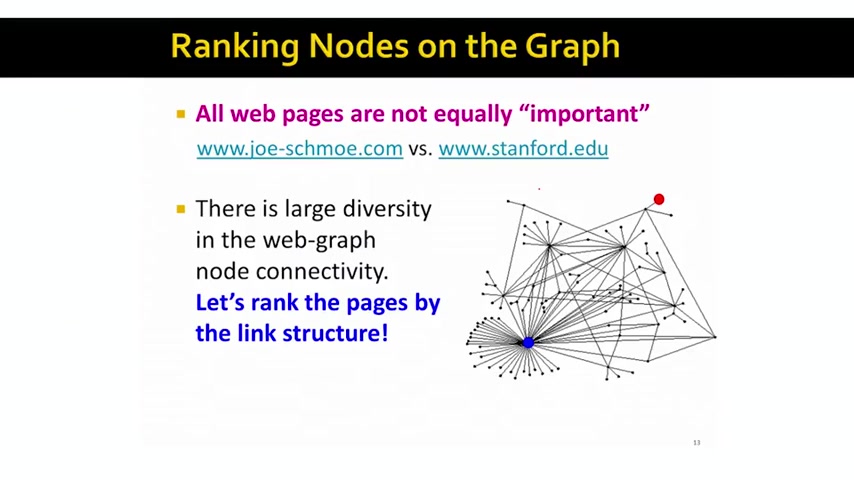 Ranking Nodes on the Graph
All web pages are not equally “important”
www.joe-schmoe.com vs. www.stanford.edu
There is large diversity
in the web-graph
node connectivity.
Let’s rank the pages by
the link structure!
13